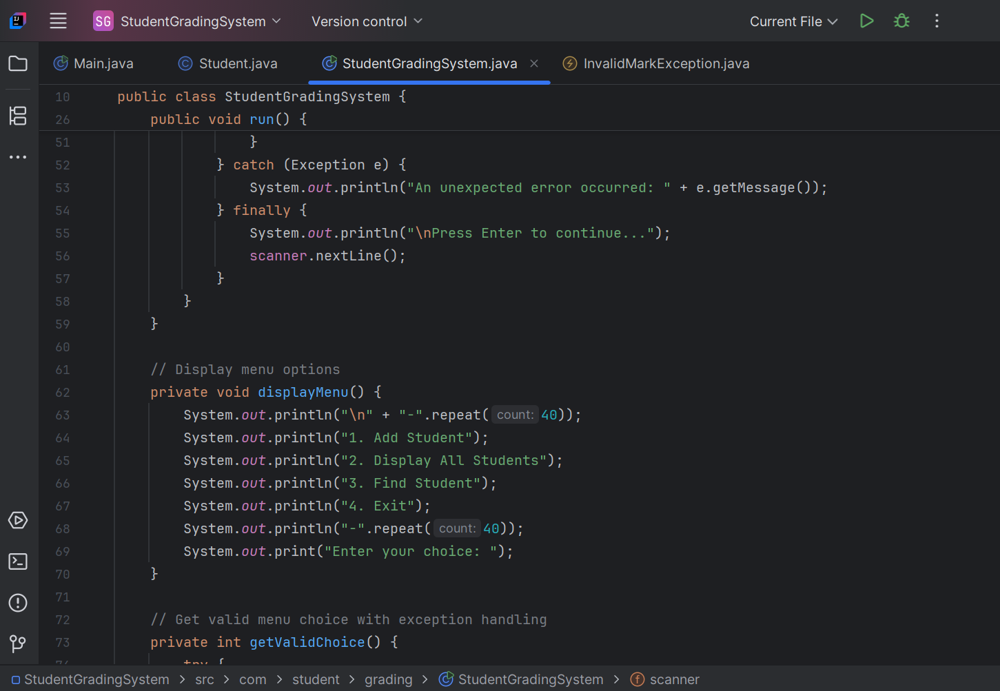 SG StudentGradingSystem Version control Current File
Main.java Student.java StudentGradingSystem.java InvalidMarkException.java
10 public class StudentGradingSystem {
26 public void run() {
51 }
52 } catch (Exception e) {
53 System.out.println("An unexpected error occurred: " + e.getMessage());
54 } finally {
55 System.out.println("\nPress Enter to continue...");
56 scanner.nextLine();
57 }
58 }
59 }
60
61 // Display menu options
62 private void displayMenu() {
63 System.out.println("\n" + "-".repeat( count: 40));
64 System.out.println("1. Add Student");
65 System.out.println("2. Display All Students");
66 System.out.println("3. Find Student");
67 System.out.println("4. Exit");
68 System.out.println("-".repeat( count: 40));
69 System.out.print("Enter your choice: ");
70 }
71
72 // Get valid menu choice with exception handling
73 private int getValidChoice() {
74 try {
StudentGradingSystem > src > com > student > grading > StudentGradingSystem > scanner